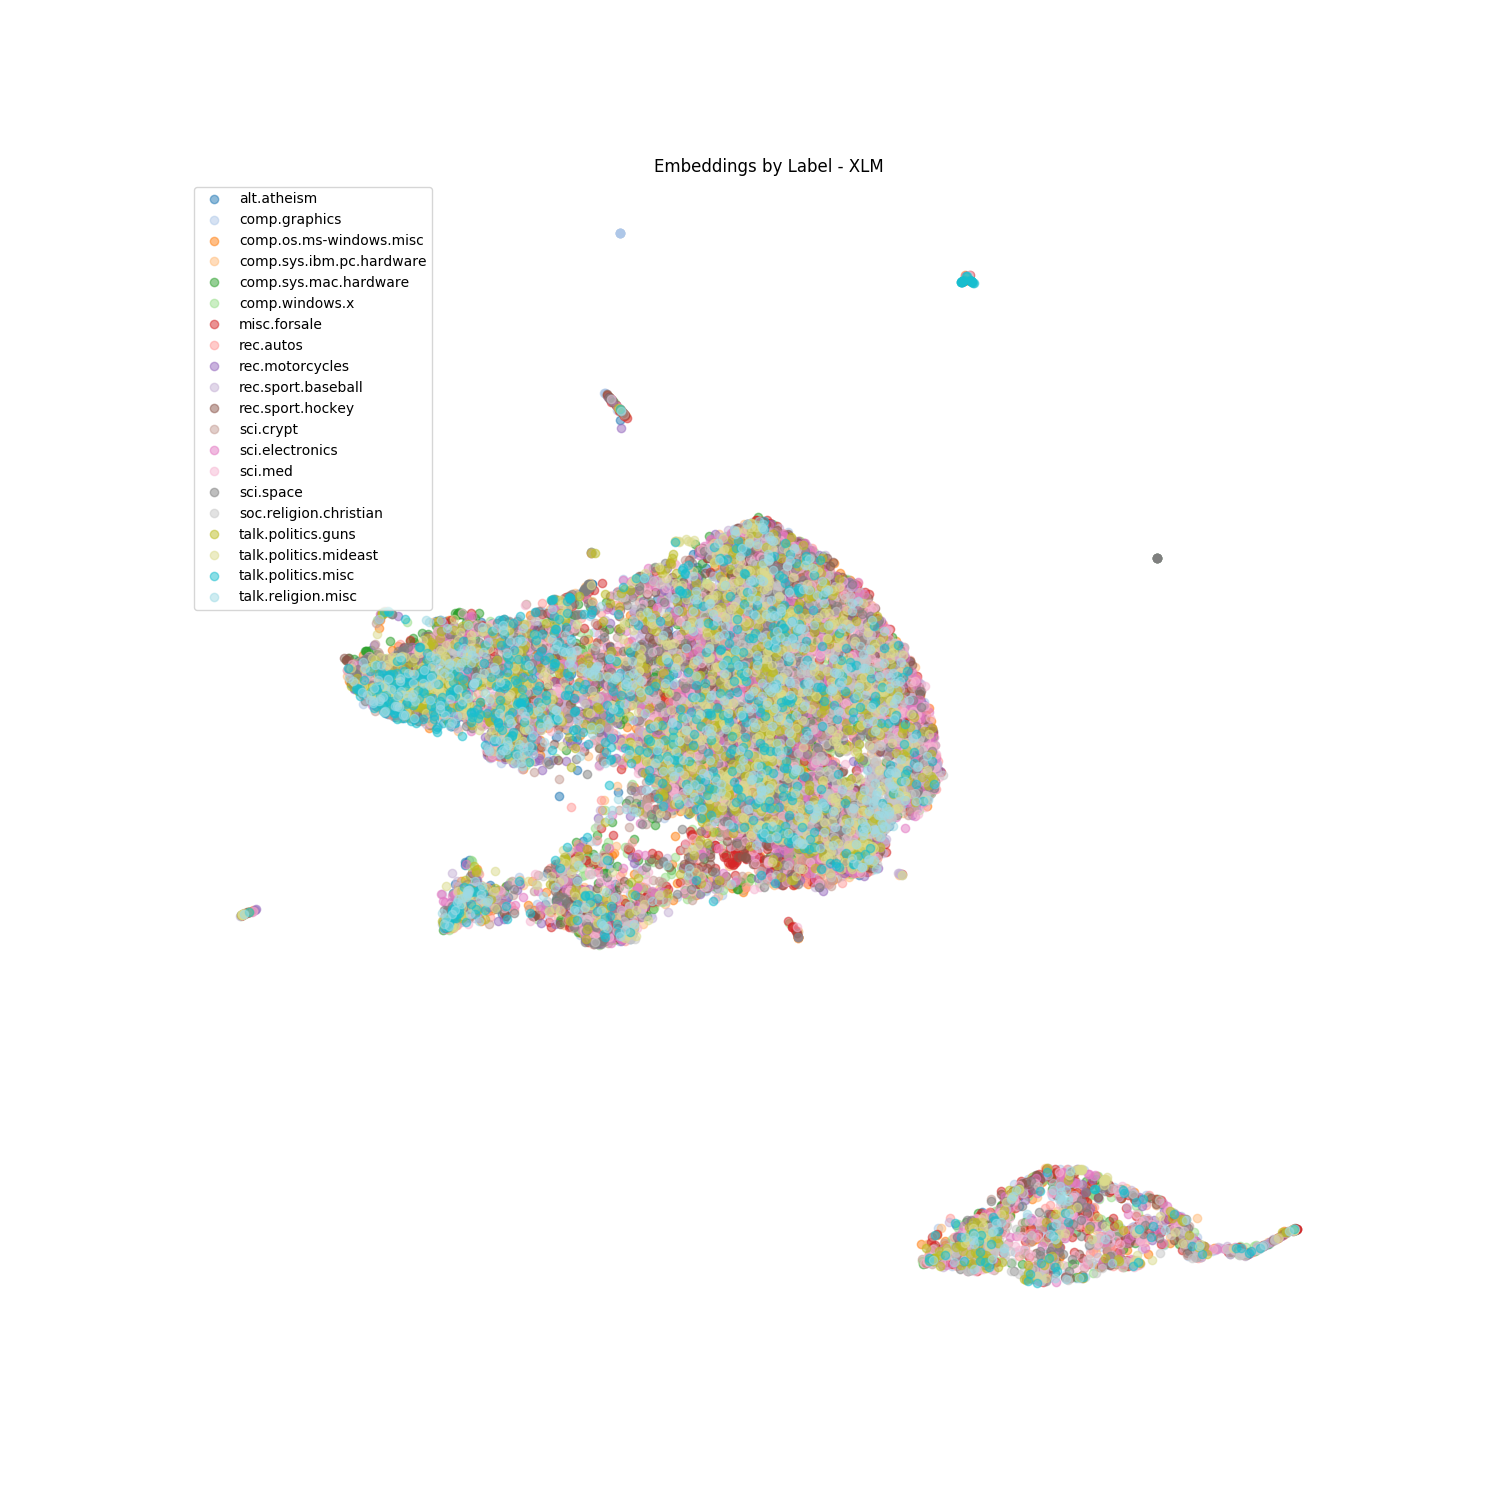 Embeddings by Label - XLM
alt.atheism
comp.graphics
comp.os.ms-windows.misc
comp.sys.ibm.pc.hardware
comp.sys.mac.hardware
comp.windows.x
misc.forsale
rec.autos
rec.motorcycles
rec.sport.baseball
rec.sport.hockey
sci.crypt
sci.electronics
sci.med
sci.space
soc.religion.christian
talk.politics.guns
talk.politics.mideast
talk.politics.misc
talk.religion.misc